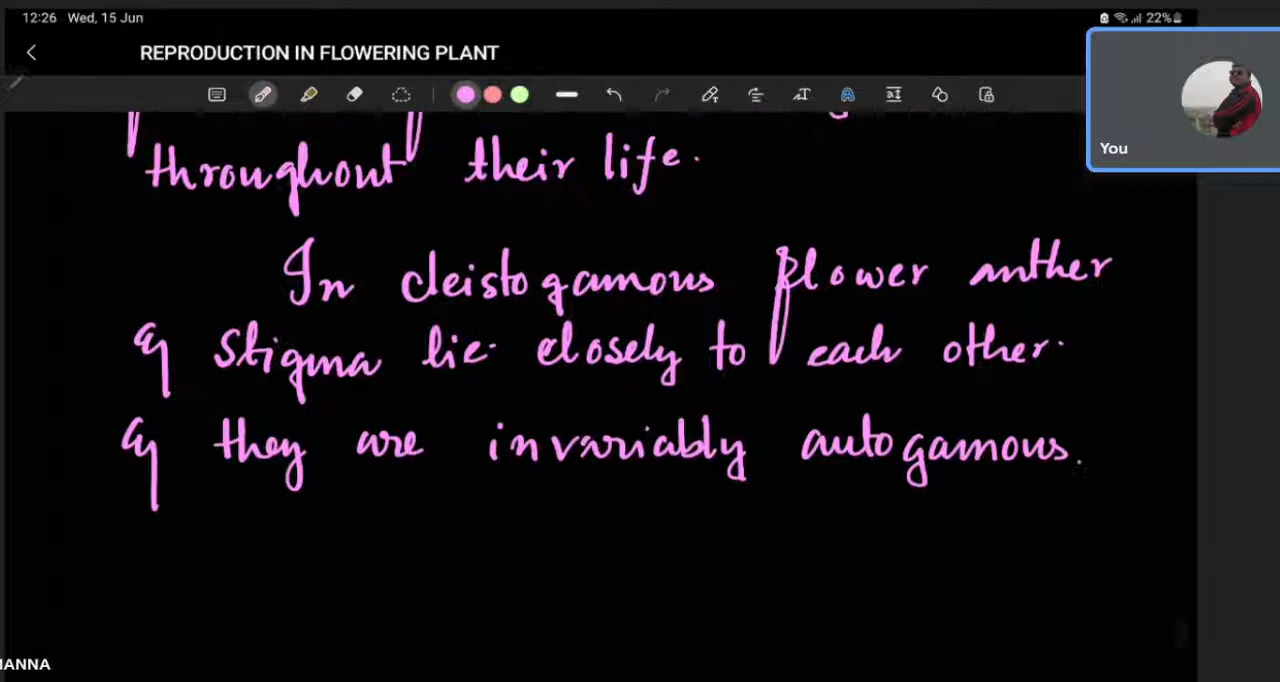 12:26 Wed, 15 Jun
22%
REPRODUCTION IN FLOWERING PLANT
You
throughout their life.
In cleistogamous flower anther
& stigma lie closely to each other.
& they are invariably autogamous.
MANNA